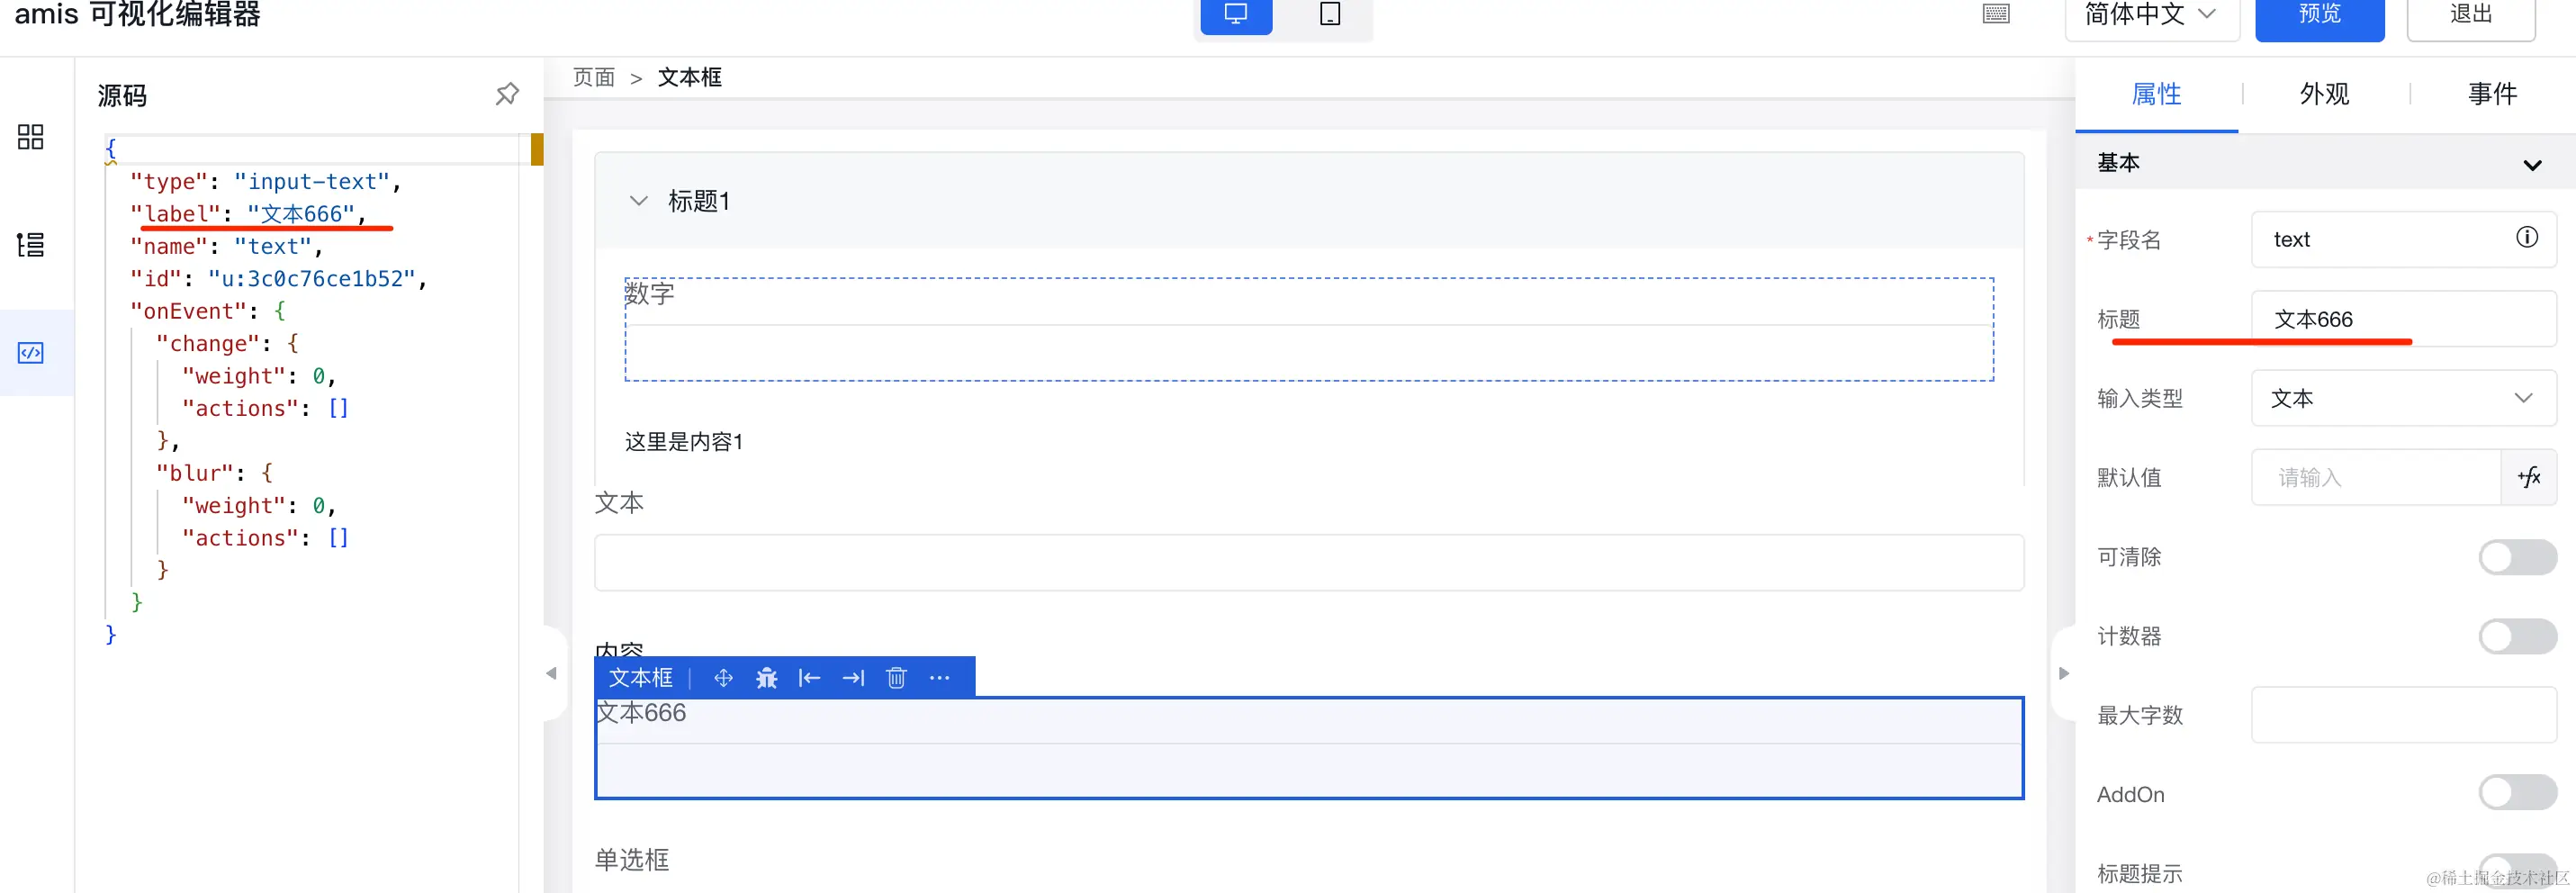 amis 可视化编辑器
简体中文
预览
退出
源码
{
"type": "input-text",
"label": "文本666",
"name": "text",
"id": "u:3c0c76ce1b52",
"onEvent": {
"change": {
"weight": 0,
"actions": []
},
"blur": {
"weight": 0,
"actions": []
}
}
}
页面 > 文本框
标题1
数字
这里是内容1
文本
内容
文本框
文本666
单选框
属性
外观
事件
基本
*字段名
text
标题
文本666
输入类型
文本
默认值
请输入
+fx
可清除
计数器
最大字数
AddOn
标题提示
@稀土掘金技术社区